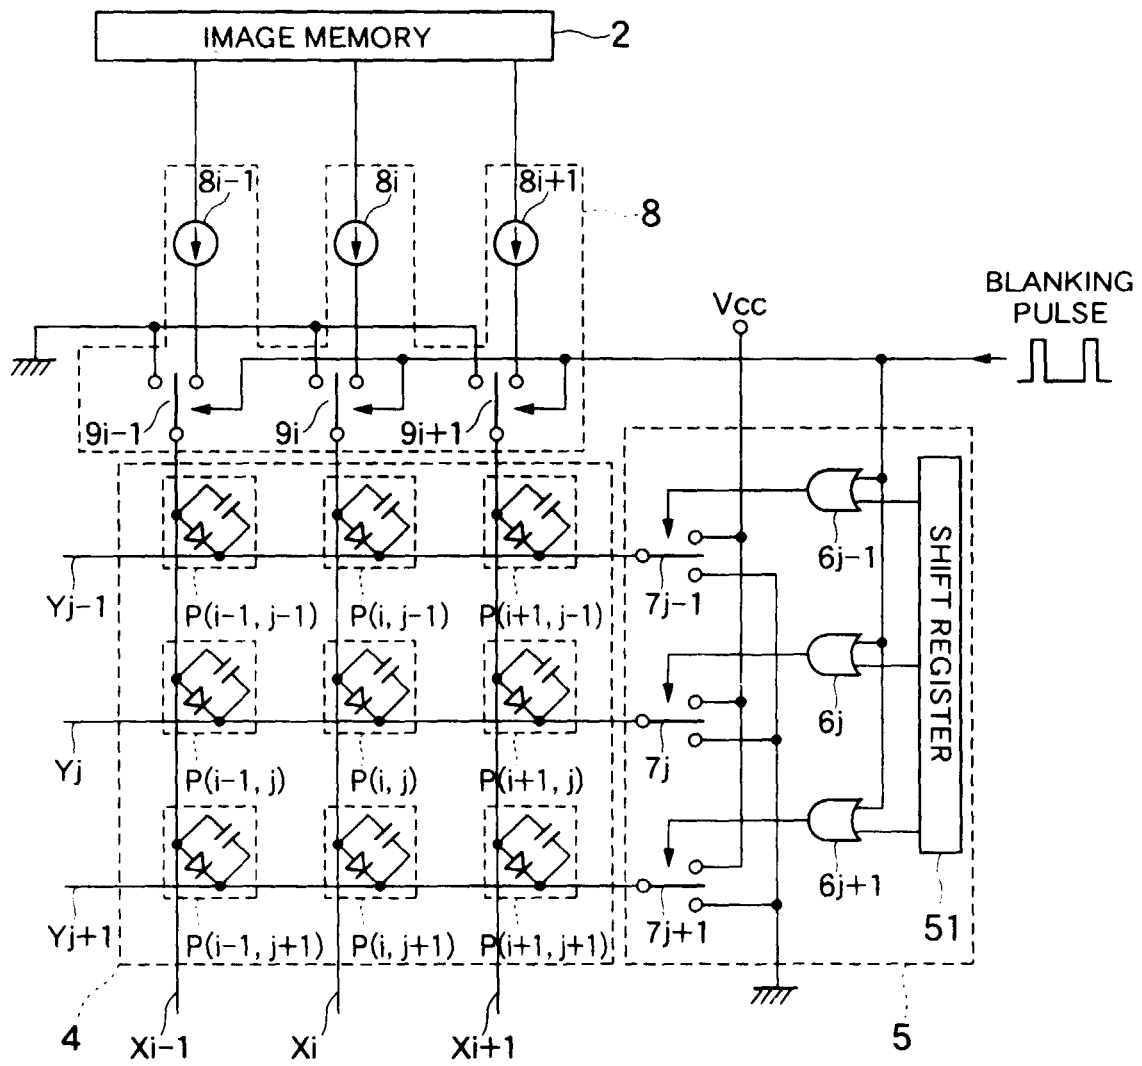 IMAGE MEMORY
2
8i-1
8i
8i+1
8
BLANKING
PULSE
Vcc
9i-1
9i
9i+1
6j-1
SHIFT REGISTER
Yj-1
P(i-1, j-1)
P(i, j-1)
P(i+1, j-1)
7j-1
6j
Yj
P(i-1, j)
P(i, j)
P(i+1, j)
7j
6j+1
51
Yj+1
P(i-1, j+1)
P(i, j+1)
P(i+1, j+1)
7j+1
4
Xi-1
Xi
Xi+1
5